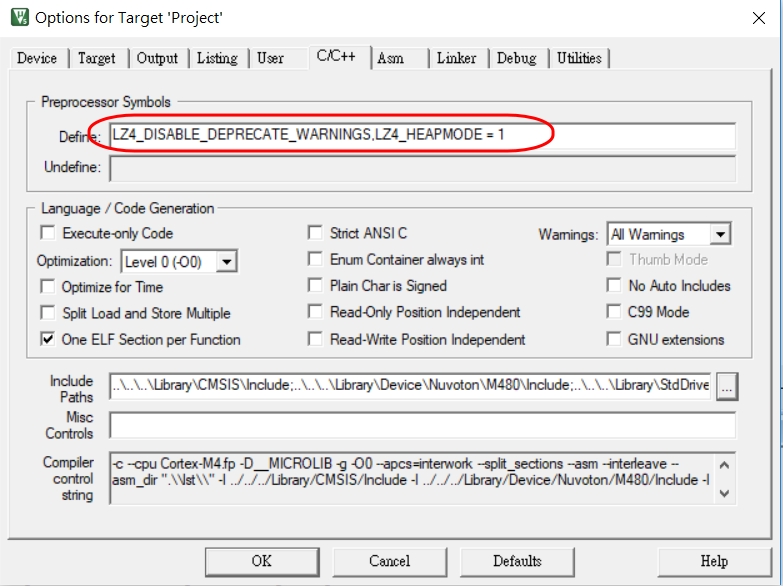 Options for Target 'Project'
Device Target Output Listing User C/C++ Asm Linker Debug Utilities
Preprocessor Symbols
Define: LZ4_DISABLE_DEPRECATE_WARNINGS,LZ4_HEAPMODE = 1
Undefine:
Language / Code Generation
Execute-only Code Strict ANSI C Warnings: All Warnings
Optimization: Level 0 (-O0) Enum Container always int Thumb Mode
Optimize for Time Plain Char is Signed No Auto Includes
Split Load and Store Multiple Read-Only Position Independent C99 Mode
One ELF Section per Function Read-Write Position Independent GNU extensions
Include Paths ..\..\..\Library\CMSIS\Include;..\..\..\Library\Device\Nuvoton\M480\Include;..\..\..\Library\StdDrive ...
Misc Controls
Compiler control string -c --cpu Cortex-M4.fp -D__MICROLIB -g -O0 --apcs=interwork --split_sections --asm --interleave --
asm_dir ".\\lst\\" -I ../../../Library/CMSIS/Include -I ../../../Library/Device/Nuvoton/M480/Include -I
OK Cancel Defaults Help